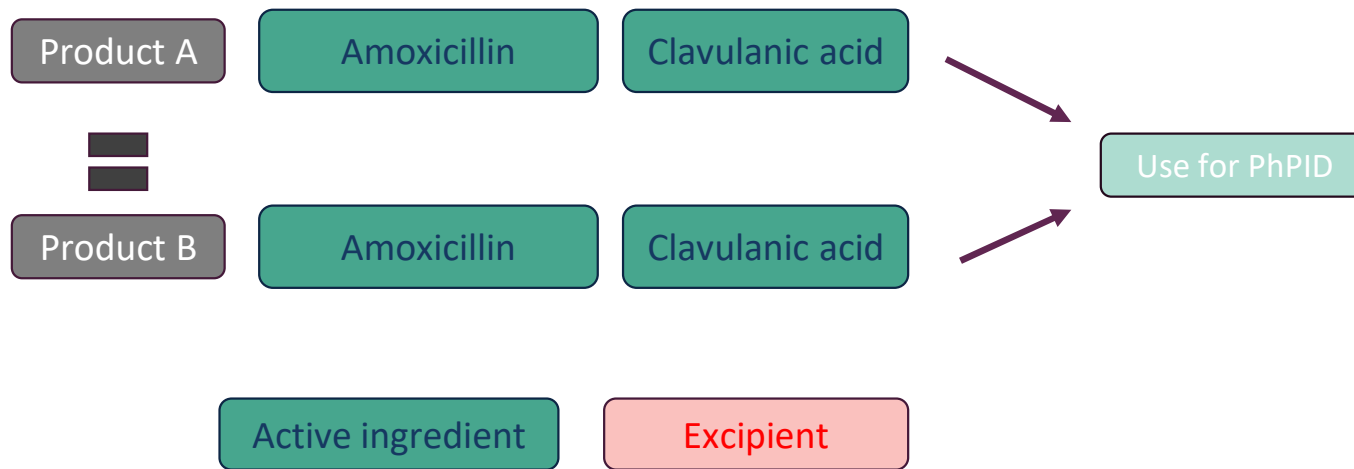 Product A
Amoxicillin
Clavulanic acid
Use for PhPID
Product B
Amoxicillin
Clavulanic acid
Active ingredient
Excipient